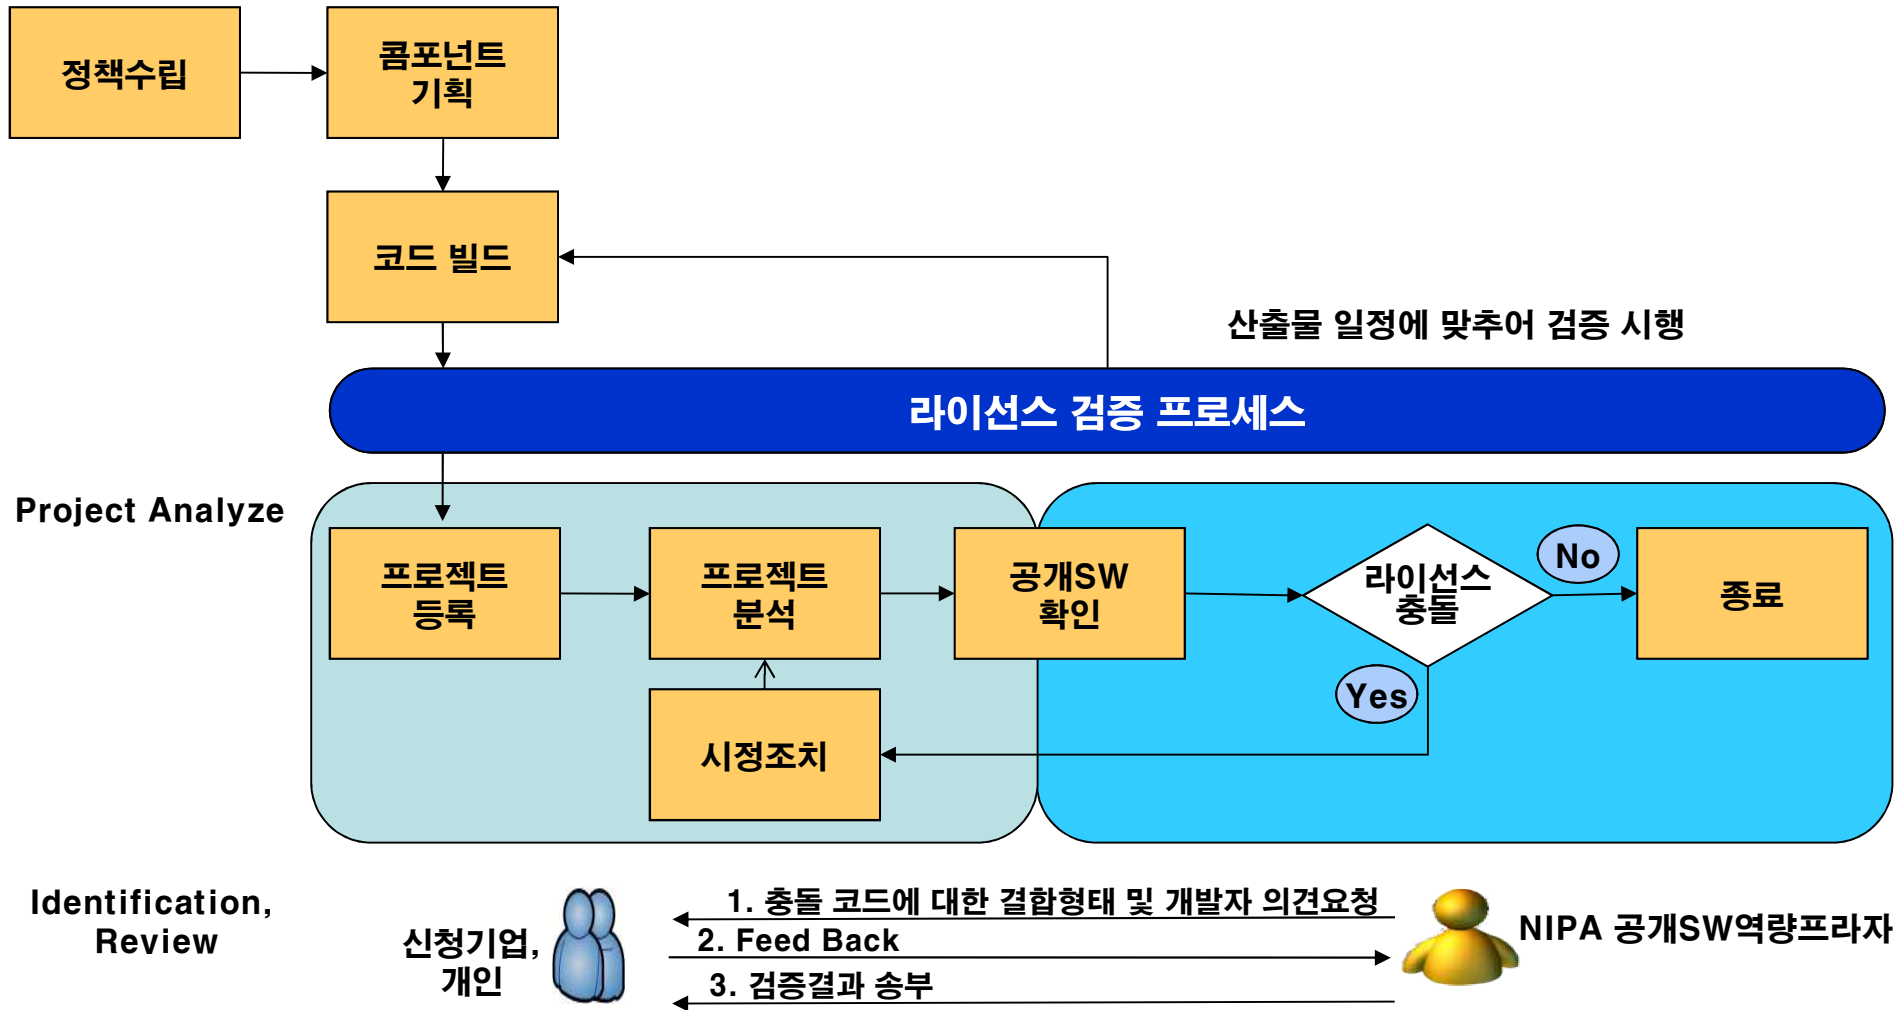 정책수립
콤포넌트
기획
코드 빌드
산출물 일정에 맞추어 검증 시행
라이선스 검증 프로세스
Project Analyze
프로젝트
등록
프로젝트
분석
공개SW
확인
라이선스
충돌
No
종료
Yes
시정조치
Identification,
Review
신청기업,
개인
1. 충돌 코드에 대한 결합형태 및 개발자 의견요청
2. Feed Back
3. 검증결과 송부
NIPA 공개SW역량프라자